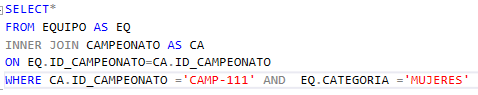 SELECT*
FROM EQUIPO AS EQ
INNER JOIN CAMPEONATO AS CA
ON EQ.ID_CAMPEONATO=CA.ID_CAMPEONATO
WHERE CA.ID_CAMPEONATO ='CAMP-111' AND  EQ.CATEGORIA ='MUJERES'